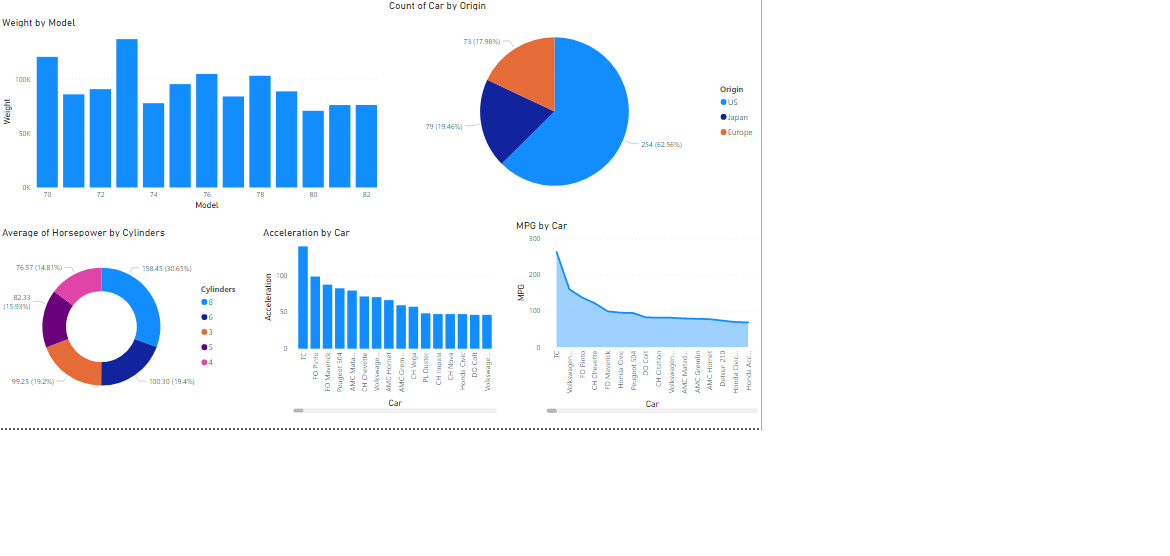 Count of Car by Origin
Weight by Model
Weight
100K
50K
0K
70
72
74
76
78
80
82
Model
73 (17.98%)
79 (19.46%)
254 (62.56%)
Origin
US
Japan
Europe
Average of Horsepower by Cylinders
76.57 (14.81%)
158.45 (30.65%)
82.33
(15.93%)
99.25 (19.2%)
100.30 (19.4%)
Cylinders
8
6
3
5
4
Acceleration by Car
Acceleration
100
50
0
TC
FO Pinto
FO Maverick
Peugeot 504
AMC Mata...
CH Chevette
Volkswage...
AMC Hornet
AMC Grem...
CH Vega
PL Duster
CH Impala
CH Nova
Honda Civic
DO Colt
Volkswage...
Car
MPG by Car
MPG
300
200
100
0
TC
Volkswagen...
FO Pinto
CH Chevette
FO Maverick
Honda Civic
Peugeot 504
DO Colt
CH Citation
Volkswagen...
AMC Matad...
AMC Gremlin
AMC Hornet
Datsun 210
Honda Civic...
Honda Acc...
Car